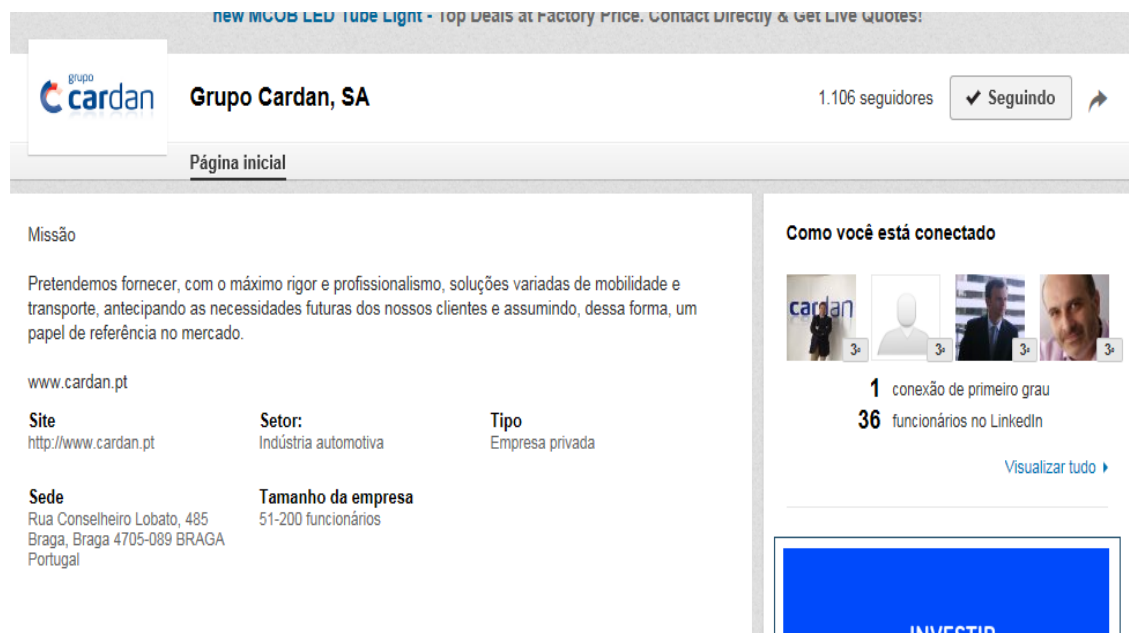 new MCOB LED Tube Light - Top Deals at Factory Price. Contact Directly & Get Live Quotes!
grupo
cardan
Grupo Cardan, SA
1.106 seguidores
✔ Seguindo
Página inicial
Missão
Pretendemos fornecer, com o máximo rigor e profissionalismo, soluções variadas de mobilidade e
transporte, antecipando as necessidades futuras dos nossos clientes e assumindo, dessa forma, um
papel de referência no mercado.
www.cardan.pt
Site
http://www.cardan.pt
Setor:
Indústria automotiva
Tipo
Empresa privada
Sede
Rua Conselheiro Lobato, 485
Braga, Braga 4705-089 BRAGA
Portugal
Tamanho da empresa
51-200 funcionários
Como você está conectado
cardan
3º
3º
3º
3º
1 conexão de primeiro grau
36 funcionários no LinkedIn
Visualizar tudo
INVESTIR